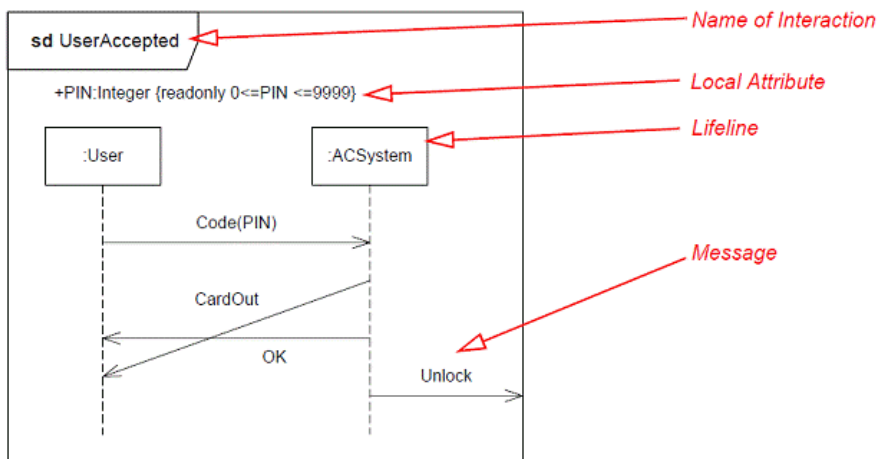 sd UserAccepted
Name of Interaction
+PIN:Integer {readonly 0<=PIN <=9999}
Local Attribute
Lifeline
:User
:ACSystem
Code(PIN)
Message
CardOut
OK
Unlock